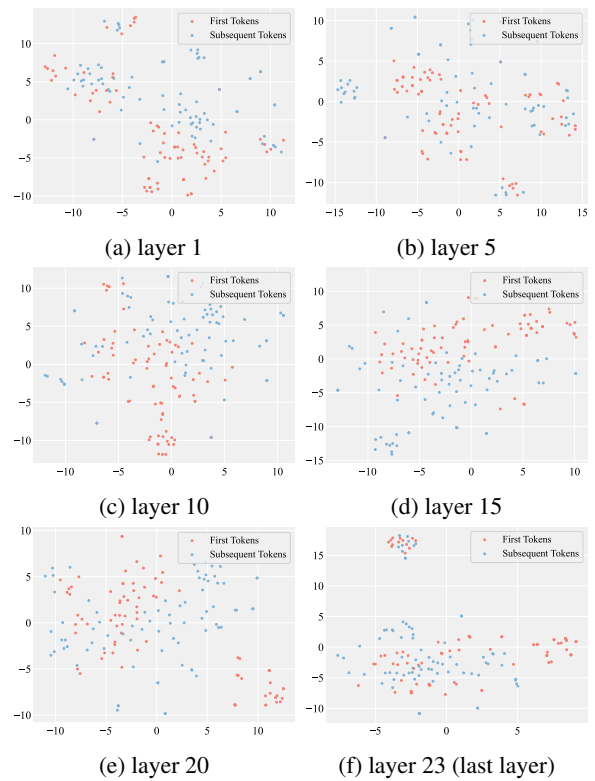 First Tokens
Subsequent Tokens
10
5
0
−5
−10
−10 −5 0 5 10
(a) layer 1
First Tokens
Subsequent Tokens
10
5
0
−5
−10
−15 −10 −5 0 5 10 15
(b) layer 5
First Tokens
Subsequent Tokens
10
5
0
−5
−10
−10 −5 0 5 10
(c) layer 10
First Tokens
Subsequent Tokens
15
10
5
0
−5
−10
−15
−10 −5 0 5 10
(d) layer 15
First Tokens
Subsequent Tokens
10
5
0
−5
−10
−10 −5 0 5 10
(e) layer 20
First Tokens
Subsequent Tokens
15
10
5
0
−5
−10
−5 0 5
(f) layer 23 (last layer)